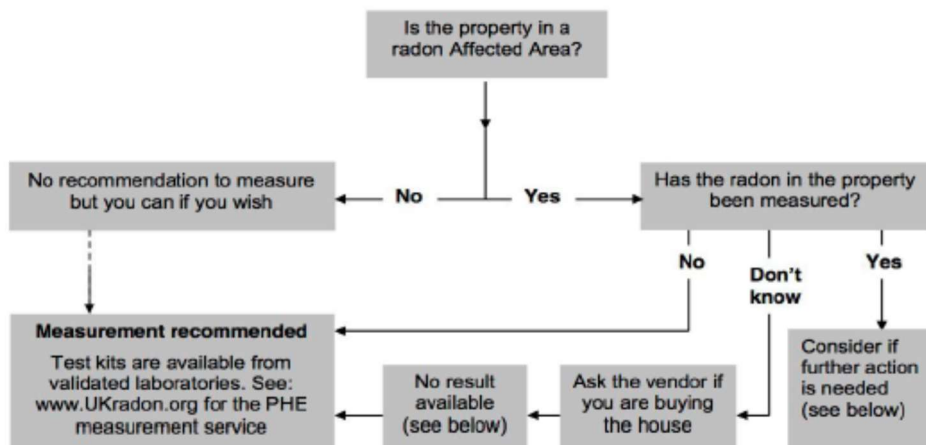 Is the property in a
radon Affected Area?
No recommendation to measure
but you can if you wish
No
Yes
Has the radon in the property
been measured?
No
Don't
know
Yes
Measurement recommended
Test kits are available from
validated laboratories. See:
www.UKradon.org for the PHE
measurement service
No result
available
(see below)
Ask the vendor if
you are buying
the house
Consider if
further action
is needed
(see below)